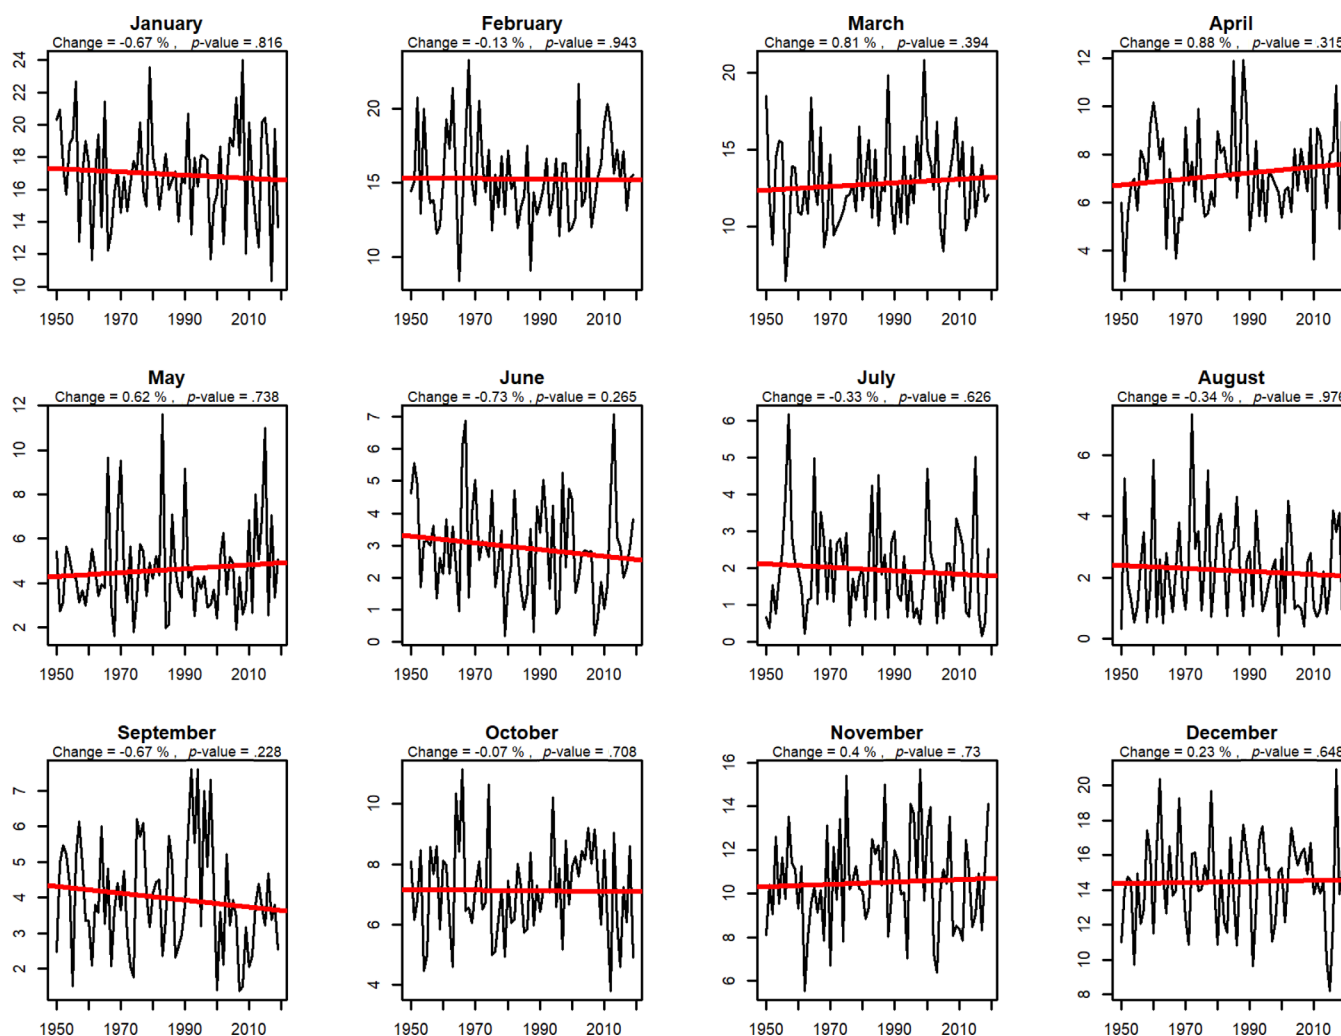 January
Change = -0.67 % , p-value = .816
24
22
20
18
16
14
12
10
1950 1970 1990 2010
February
Change = -0.13 % , p-value = .943
20
15
10
1950 1970 1990 2010
March
Change = 0.81 % , p-value = .394
20
15
10
1950 1970 1990 2010
April
Change = 0.88 % , p-value = .315
12
10
8
6
4
1950 1970 1990 2010
May
Change = 0.62 % , p-value = .738
12
10
8
6
4
2
1950 1970 1990 2010
June
Change = -0.73 % , p-value = 0.265
7
6
5
4
3
2
1
0
1950 1970 1990 2010
July
Change = -0.33 % , p-value = .626
6
5
4
3
2
1
0
1950 1970 1990 2010
August
Change = -0.34 % , p-value = .976
6
4
2
0
1950 1970 1990 2010
September
Change = -0.67 % , p-value = .228
7
6
5
4
3
2
1950 1970 1990 2010
October
Change = -0.07 % , p-value = .708
10
8
6
4
1950 1970 1990 2010
November
Change = 0.4 % , p-value = .73
16
14
12
10
8
6
1950 1970 1990 2010
December
Change = 0.23 % , p-value = .648
20
18
16
14
12
10
8
1950 1970 1990 2010